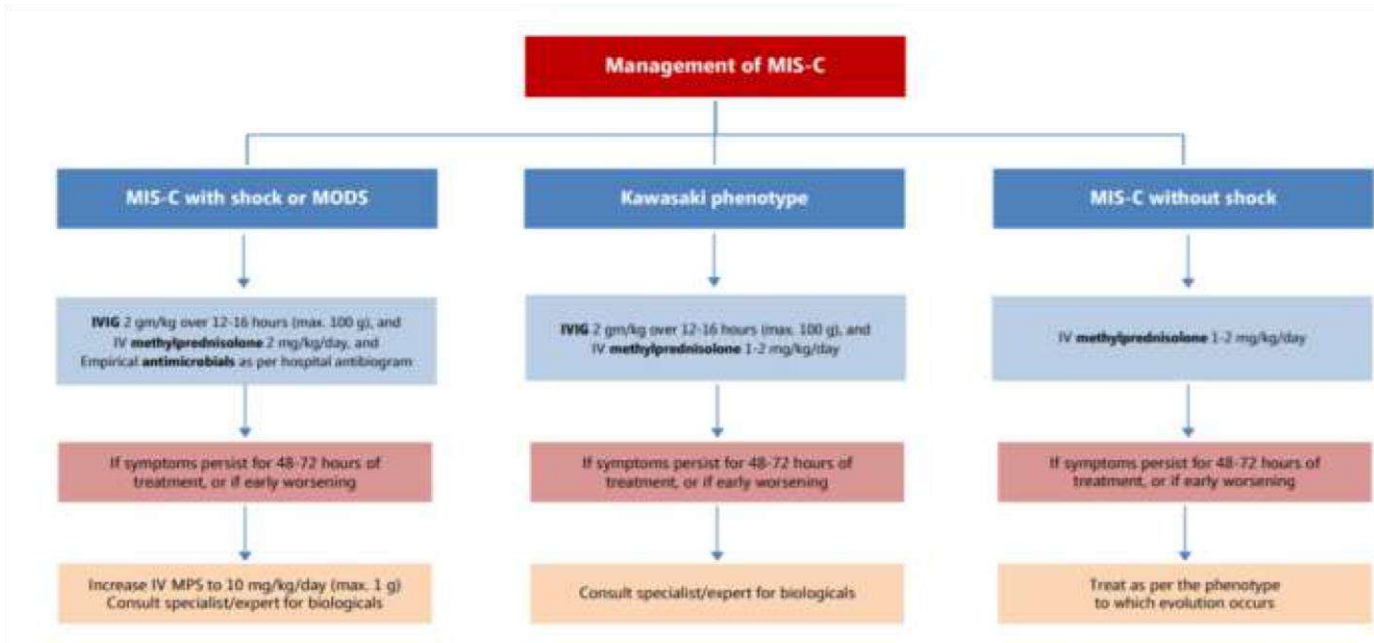 Management of MIS-C
MIS-C with shock or MODS
Kawasaki phenotype
MIS-C without shock
IVIG 2 gm/kg over 12-16 hours (max. 100 g), and
IV methylprednisolone 2 mg/kg/day, and
Empirical antimicrobials as per hospital antibiogram
IVIG 2 gm/kg over 12-16 hours (max. 100 g), and
IV methylprednisolone 1-2 mg/kg/day
IV methylprednisolone 1-2 mg/kg/day
If symptoms persist for 48-72 hours of
treatment, or if early worsening
If symptoms persist for 48-72 hours of
treatment, or if early worsening
If symptoms persist for 48-72 hours of
treatment, or if early worsening
Increase IV MPS to 10 mg/kg/day (max. 1 g)
Consult specialist/expert for biologicals
Consult specialist/expert for biologicals
Treat as per the phenotype
to which evolution occurs